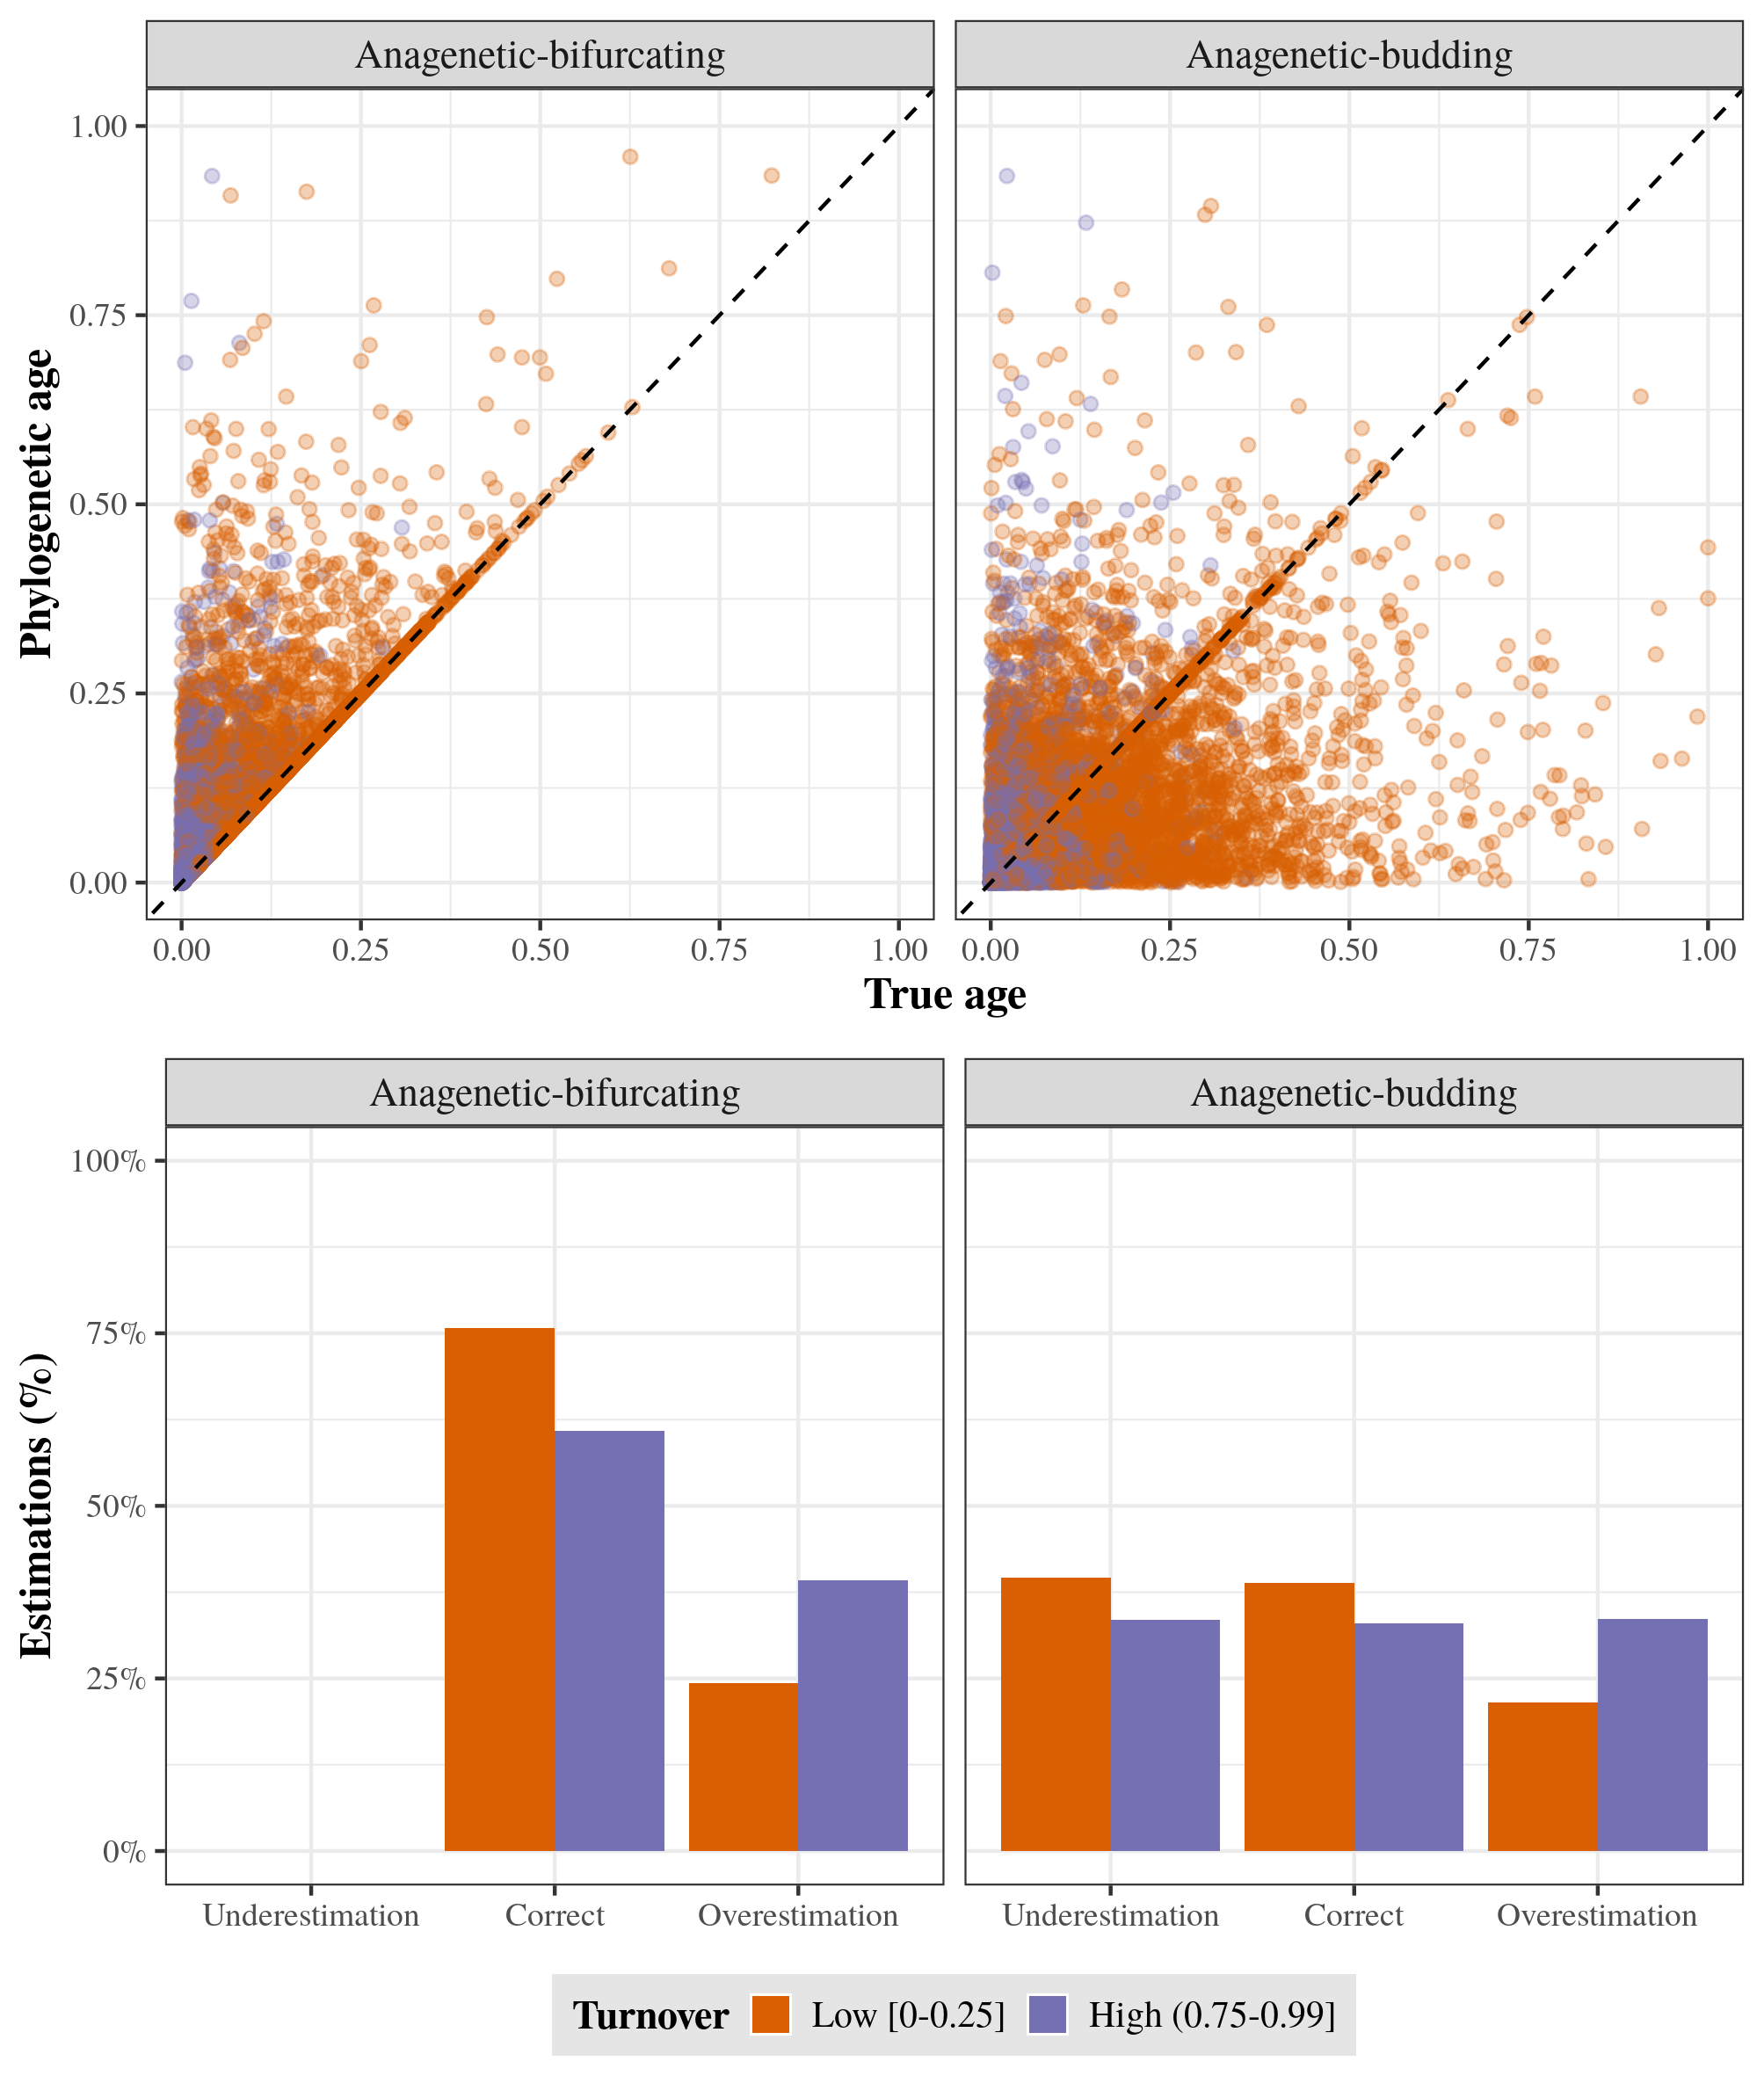 Anagenetic-bifurcating Anagenetic-budding
Phylogenetic age
1.00
0.75
0.50
0.25
0.00
0.00 0.25 0.50 0.75 1.00 0.00 0.25 0.50 0.75 1.00
True age
Anagenetic-bifurcating Anagenetic-budding
Estimations (%)
100%
75%
50%
25%
0%
Underestimation Correct Overestimation Underestimation Correct Overestimation
Turnover Low [0-0.25] High (0.75-0.99]